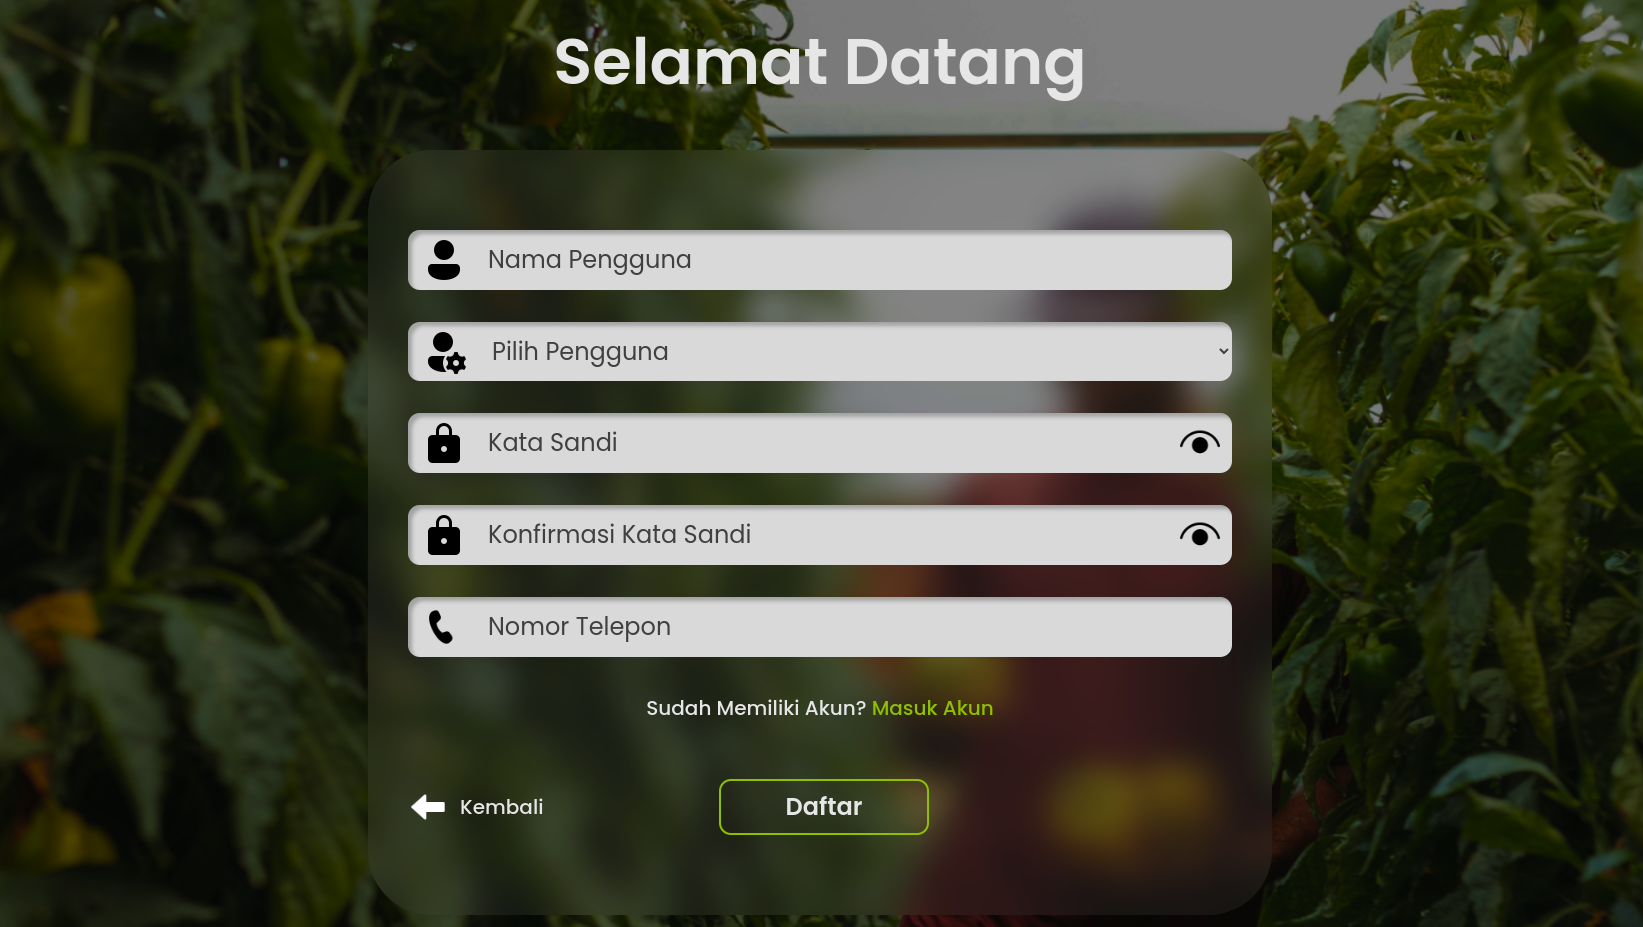 Selamat Datang
Nama Pengguna
Pilih Pengguna
Kata Sandi
Konfirmasi Kata Sandi
Nomor Telepon
Sudah Memiliki Akun? Masuk Akun
Kembali
Daftar